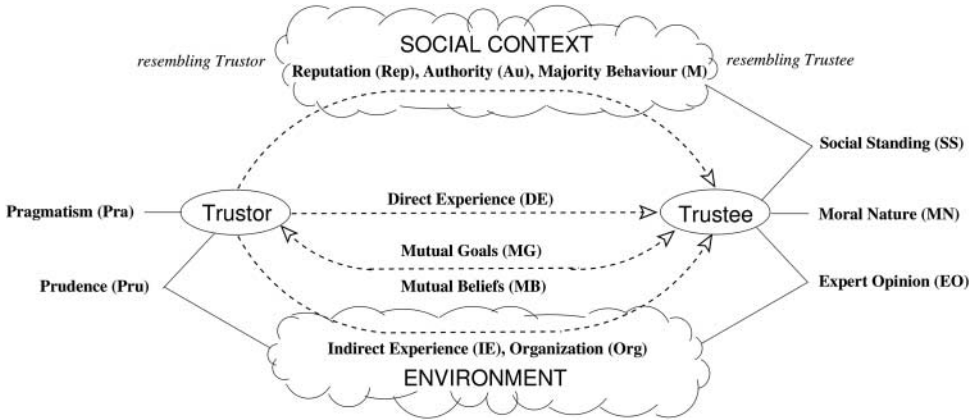 SOCIAL CONTEXT
resembling Trustor
resembling Trustee
Reputation (Rep), Authority (Au), Majority Behaviour (M)
Social Standing (SS)
Direct Experience (DE)
Pragmatism (Pra)
Trustor
Trustee
Moral Nature (MN)
Mutual Goals (MG)
Prudence (Pru)
Mutual Beliefs (MB)
Expert Opinion (EO)
Indirect Experience (IE), Organization (Org)
ENVIRONMENT